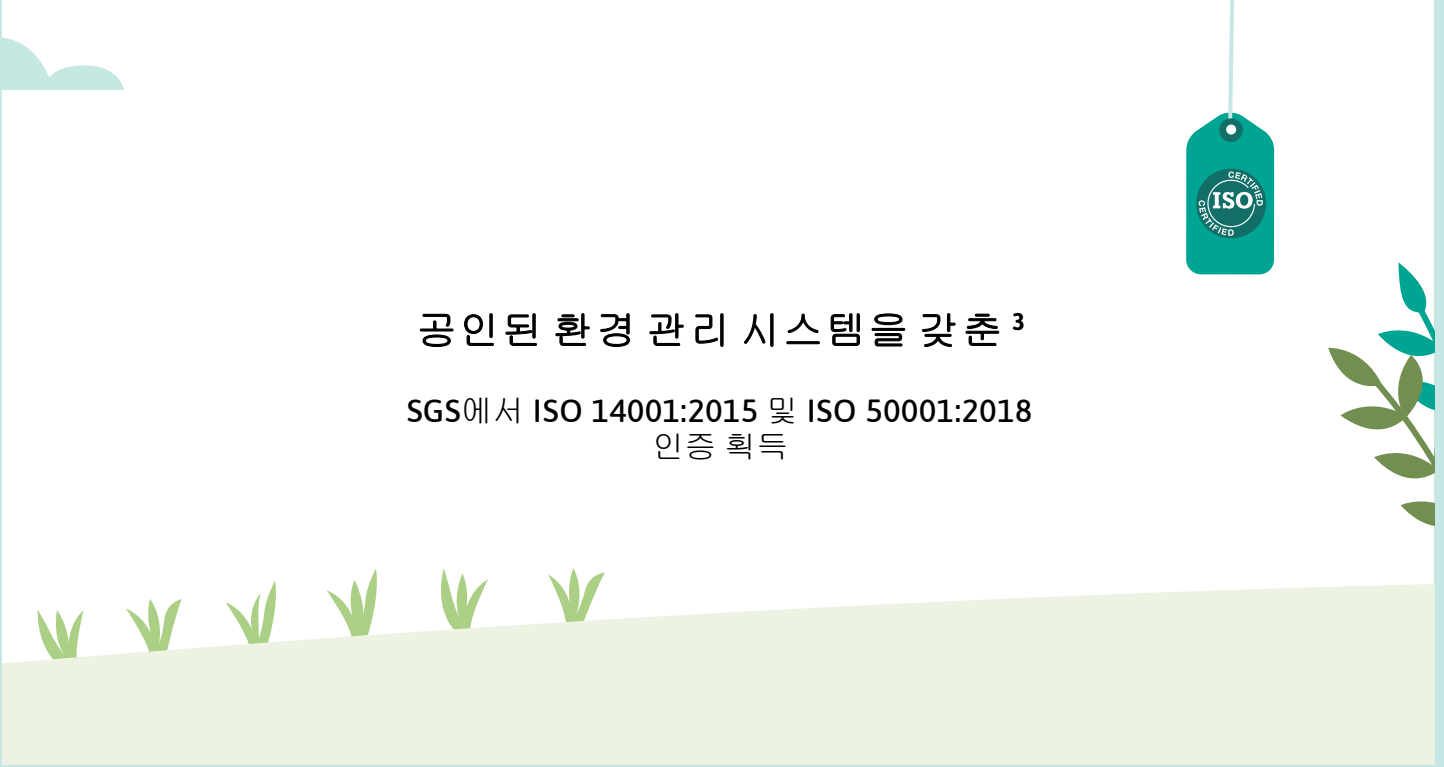 CERTIFIED
ISO
CERTIFIED
공인된 환경 관리 시스템을 갖춘 ³
SGS에서 ISO 14001:2015 및 ISO 50001:2018
인증 획득